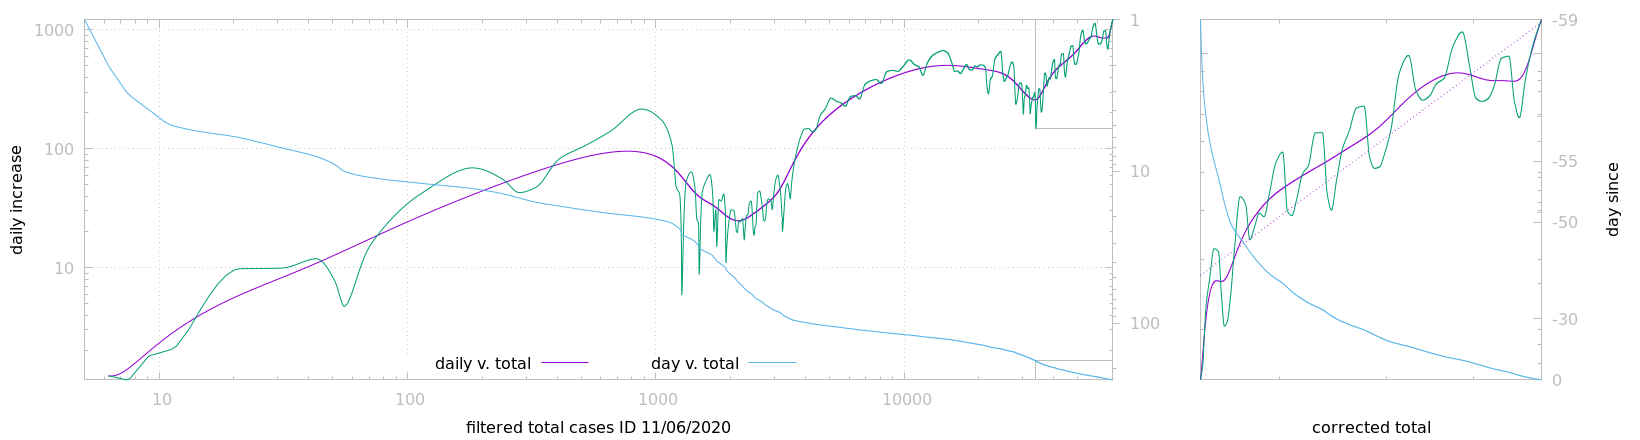 1000
100
10
daily increase
10
100
1000
10000
filtered total cases ID 11/06/2020
daily v. total
day v. total
1
10
100
-59
-55
-50
-30
0
day since
corrected total